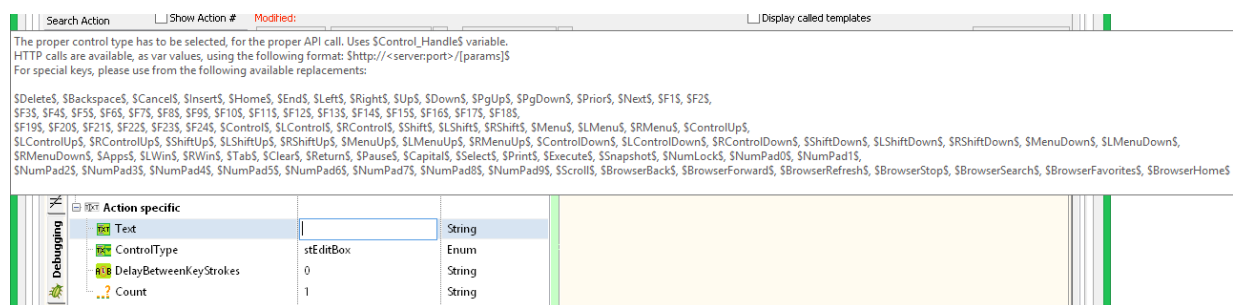 Search Action Show Action # Modified: Display called templates
The proper control type has to be selected, for the proper API call. Uses $Control_Handle$ variable.
HTTP calls are available, as var values, using the following format: $http://<server:port>/[params]$
For special keys, please use from the following available replacements:
$Delete$, $Backspace$, $Cancel$, $Insert$, $Home$, $End$, $Left$, $Right$, $Up$, $Down$, $PgUp$, $PgDown$, $Prior$, $Next$, $F1$, $F2$,
$F3$, $F4$, $F5$, $F6$, $F7$, $F8$, $F9$, $F10$, $F11$, $F12$, $F13$, $F14$, $F15$, $F16$, $F17$, $F18$,
$F19$, $F20$, $F21$, $F22$, $F23$, $F24$, $Control$, $LControl$, $RControl$, $Shift$, $LShift$, $RShift$, $Menu$, $LMenu$, $RMenu$, $ControlUp$,
$LControlUp$, $RControlUp$, $ShiftUp$, $LShiftUp$, $RShiftUp$, $MenuUp$, $LMenuUp$, $RMenuUp$, $ControlDown$, $LControlDown$, $RControlDown$, $ShiftDown$, $LShiftDown$, $RShiftDown$, $MenuDown$, $LMenuDown$,
$RMenuDown$, $Apps$, $LWin$, $RWin$, $Tab$, $Clear$, $Return$, $Pause$, $Capital$, $Select$, $Print$, $Execute$, $Snapshot$, $NumLock$, $NumPad0$, $NumPad1$,
$NumPad2$, $NumPad3$, $NumPad4$, $NumPad5$, $NumPad6$, $NumPad7$, $NumPad8$, $NumPad9$, $Scroll$, $BrowserBack$, $BrowserForward$, $BrowserRefresh$, $BrowserStop$, $BrowserSearch$, $BrowserFavorites$, $BrowserHome$
TXT Action specific
TXT Text String
ControlType stEditBox Enum
DelayBetweenKeyStrokes 0 String
..? Count 1 String
Debugging